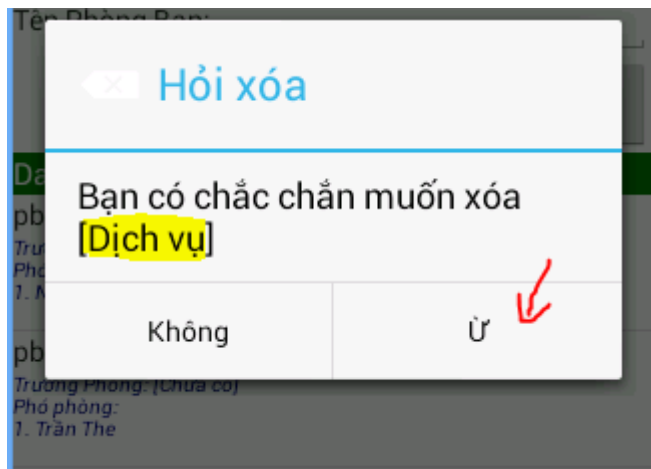 Tên Phòng Ban:
Hỏi xóa
Bạn có chắc chắn muốn xóa
[Dịch vụ]
Không
Ừ
pb
pb
Trưởng Phòng: [Chưa có]
Phó phòng:
1. Trần The